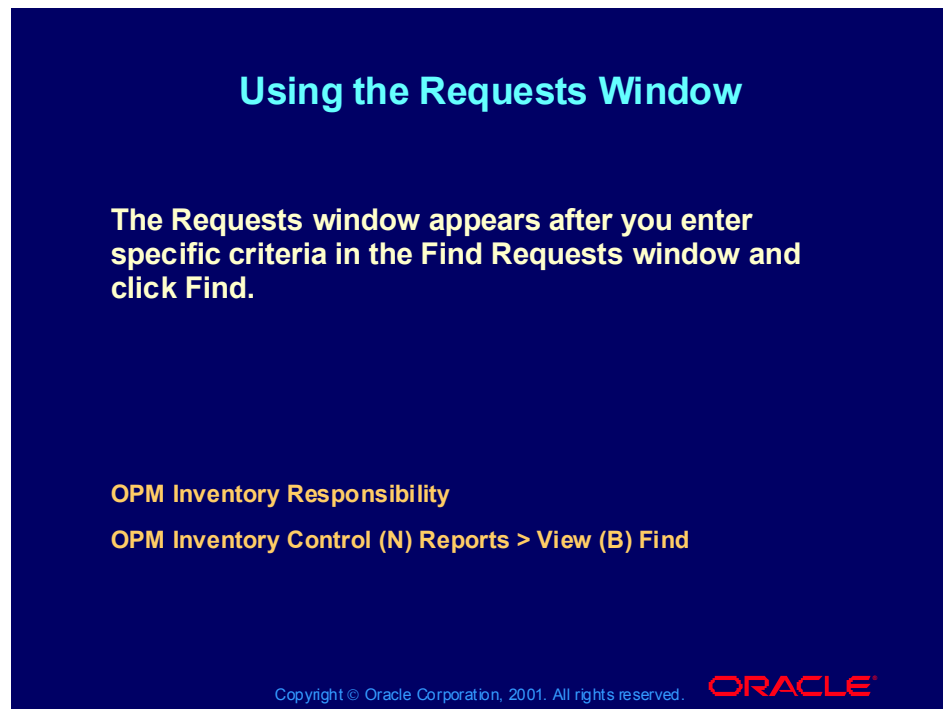 Using the Requests Window
The Requests window appears after you enter
specific criteria in the Find Requests window and
click Find.
OPM Inventory Responsibility
OPM Inventory Control (N) Reports > View (B) Find
Copyright © Oracle Corporation, 2001. All rights reserved.
ORACLE®